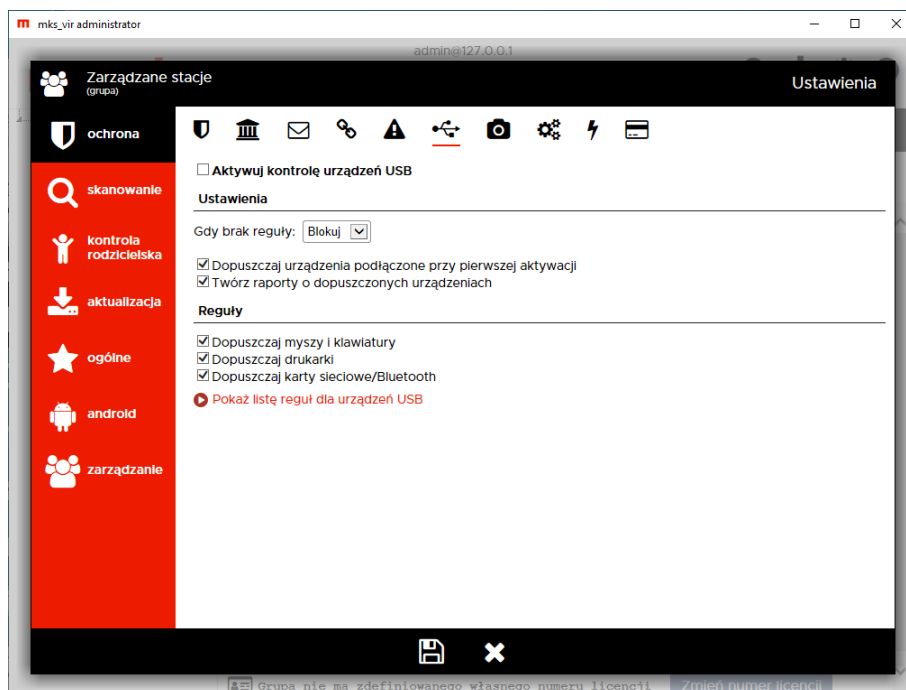 m mks_vir administrator
admin@127.0.0.1
Zarządzane stacje
(grupa)
Ustawienia
ochrona
skanowanie
kontrola
rodzicielska
aktualizacja
ogólne
android
zarządzanie
Aktywuj kontrolę urządzeń USB
Ustawienia
Gdy brak reguły: Blokuj
Dopuszczaj urządzenia podłączone przy pierwszej aktywacji
Twórz raporty o dopuszczonych urządzeniach
Reguły
Dopuszczaj myszy i klawiatury
Dopuszczaj drukarki
Dopuszczaj karty sieciowe/Bluetooth
Pokaż listę reguł dla urządzeń USB
Grupa nie ma zdefiniowanego własnego numeru licencji
Zmień numer licencji